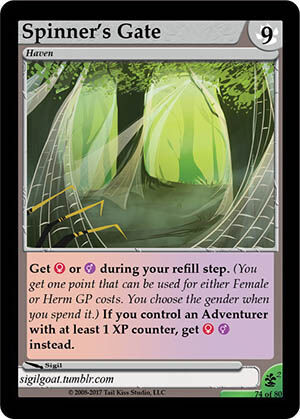 Spinner's Gate
9
Haven
Get or during your refill step. (You
get one point that can be used for either Female
or Herm GP costs. You choose the gender when
you spend it.) If you control an Adventurer
with at least 1 XP counter, get
instead.
Sigil
sigilgoat.tumblr.com
© 2008-2017 Tail Kiss Studio, LLC
74 of 80